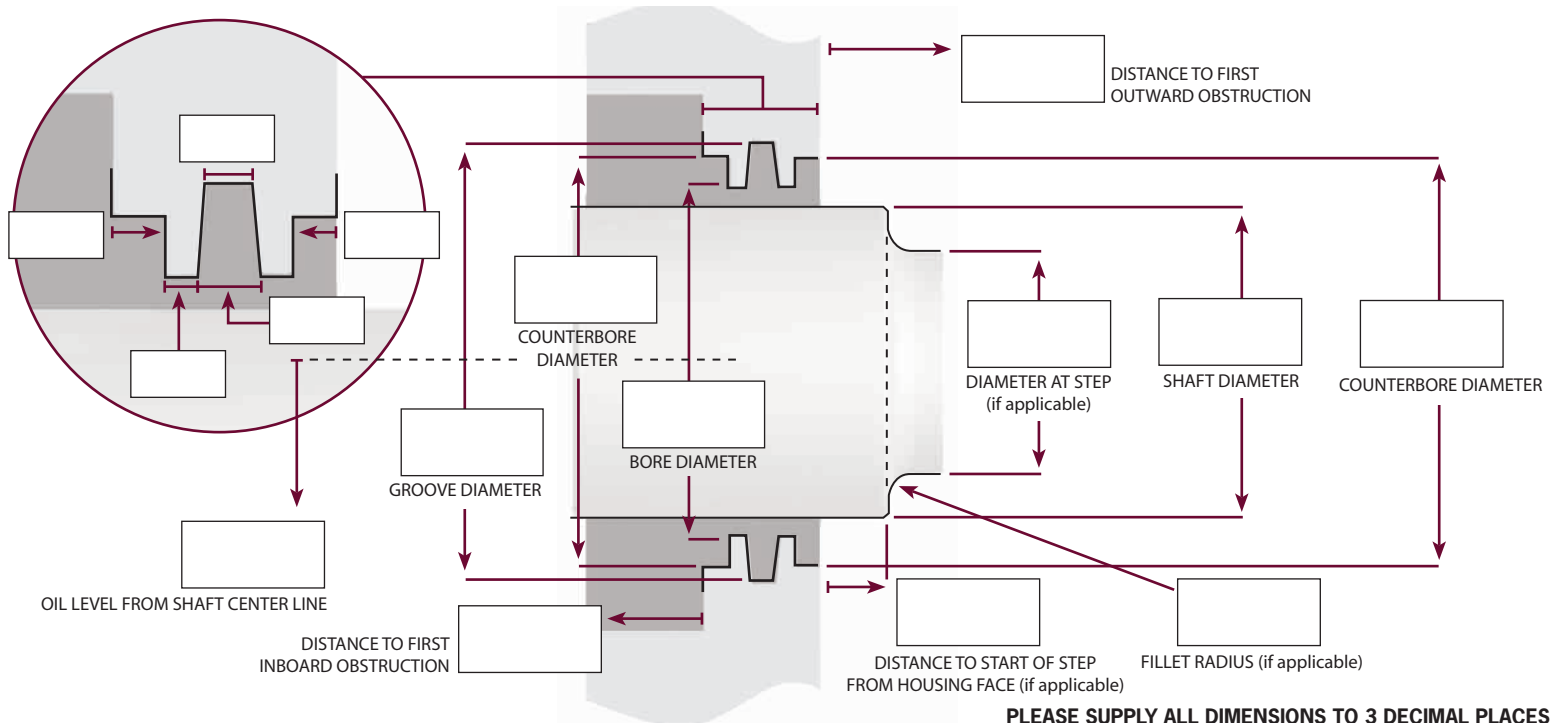 DISTANCE TO FIRST
OUTWARD OBSTRUCTION
COUNTERBORE
DIAMETER
DIAMETER AT STEP
(if applicable)
SHAFT DIAMETER
COUNTERBORE DIAMETER
BORE DIAMETER
GROOVE DIAMETER
OIL LEVEL FROM SHAFT CENTER LINE
DISTANCE TO FIRST
INBOARD OBSTRUCTION
DISTANCE TO START OF STEP
FROM HOUSING FACE (if applicable)
FILLET RADIUS (if applicable)
PLEASE SUPPLY ALL DIMENSIONS TO 3 DECIMAL PLACES